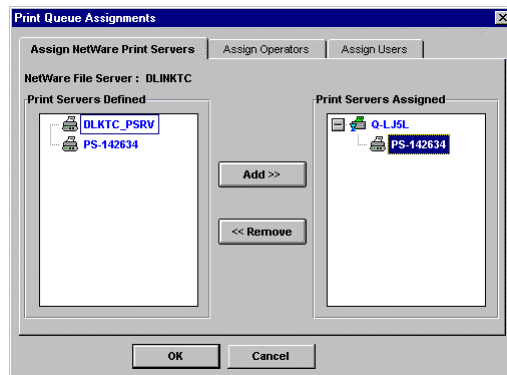 Print Queue Assignments
Assign NetWare Print Servers
Assign Operators
Assign Users
NetWare File Server : DLINKTC
Print Servers Defined
Print Servers Assigned
DLKTC_PSRV
PS-142634
Q-LJ5L
PS-142634
Add >>
<< Remove
OK
Cancel